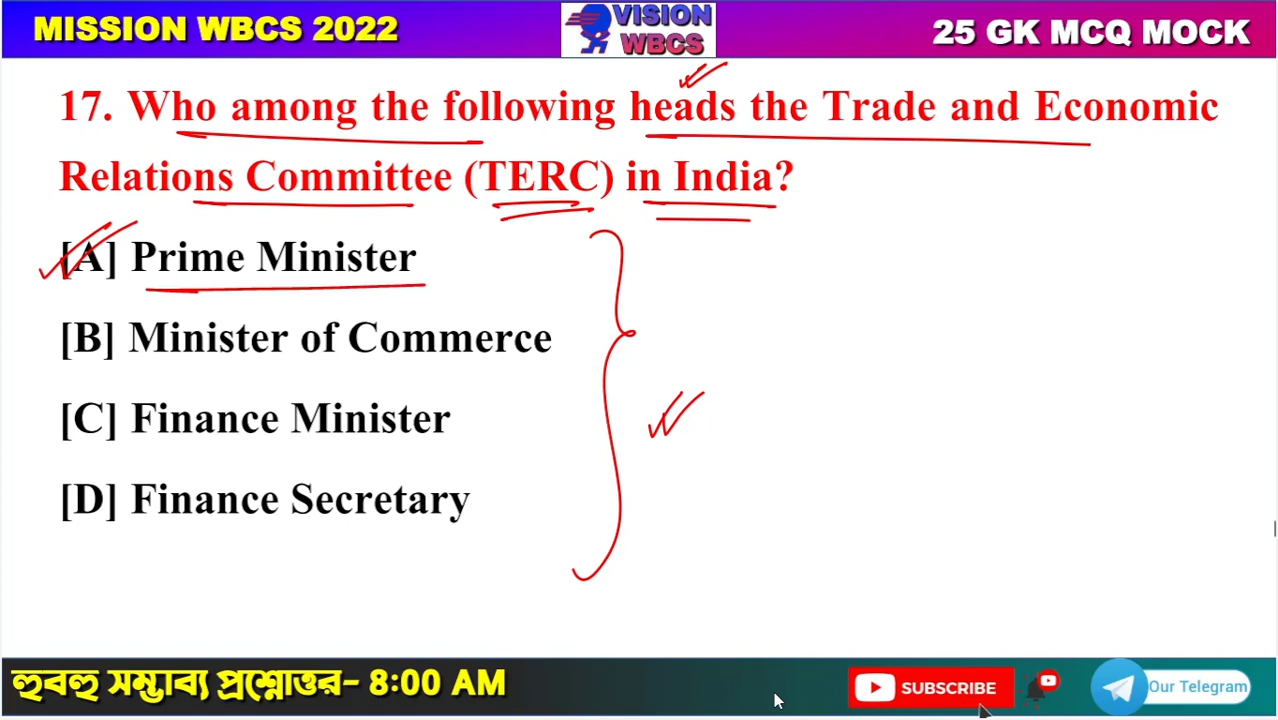 MISSION WBCS 2022
VISION
WBCS
25 GK MCQ MOCK
17. Who among the following heads the Trade and Economic
Relations Committee (TERC) in India?
[A] Prime Minister
[B] Minister of Commerce
[C] Finance Minister
[D] Finance Secretary
হুবহু সম্ভাব্য প্রশ্নোত্তর- 8:00 AM
SUBSCRIBE
Our Telegram